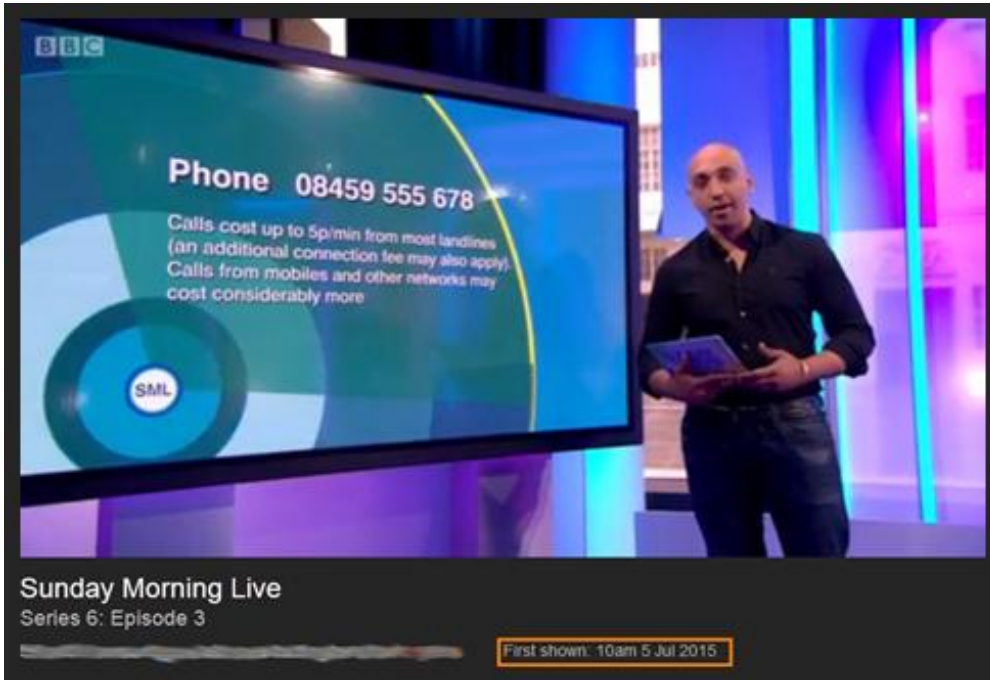 BBC
Phone 08459 555 678
Calls cost up to 5p/min from most landlines
(an additional connection fee may also apply).
Calls from mobiles and other networks may
cost considerably more
SML
Sunday Morning Live
Series 6: Episode 3
First shown: 10am 5 Jul 2015